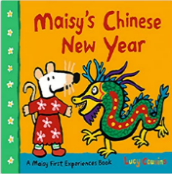 Maisy's Chinese
New Year
A Maisy First Experiences Book
Lucy Cousins